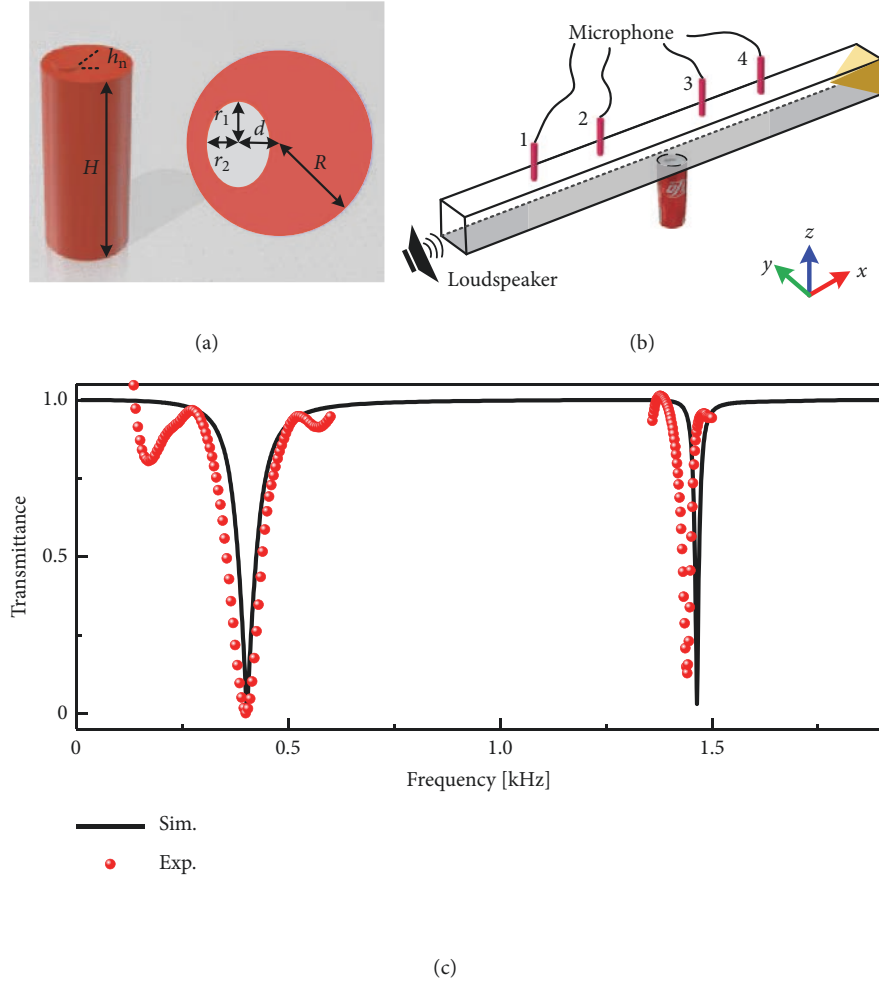 h_n
H
r_1
d
r_2
R
Microphone
1
2
3
4
Loudspeaker
z
y
x
(a)
(b)
1.0
0.5
0
Transmittance
0
0.5
1.0
1.5
Frequency [kHz]
Sim.
Exp.
(c)